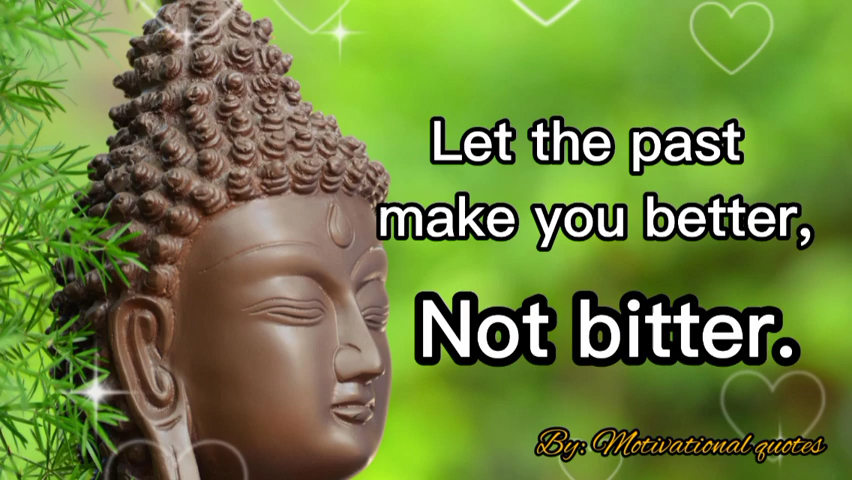 Let the past
make you better,
Not bitter.
By: Motivational quotes